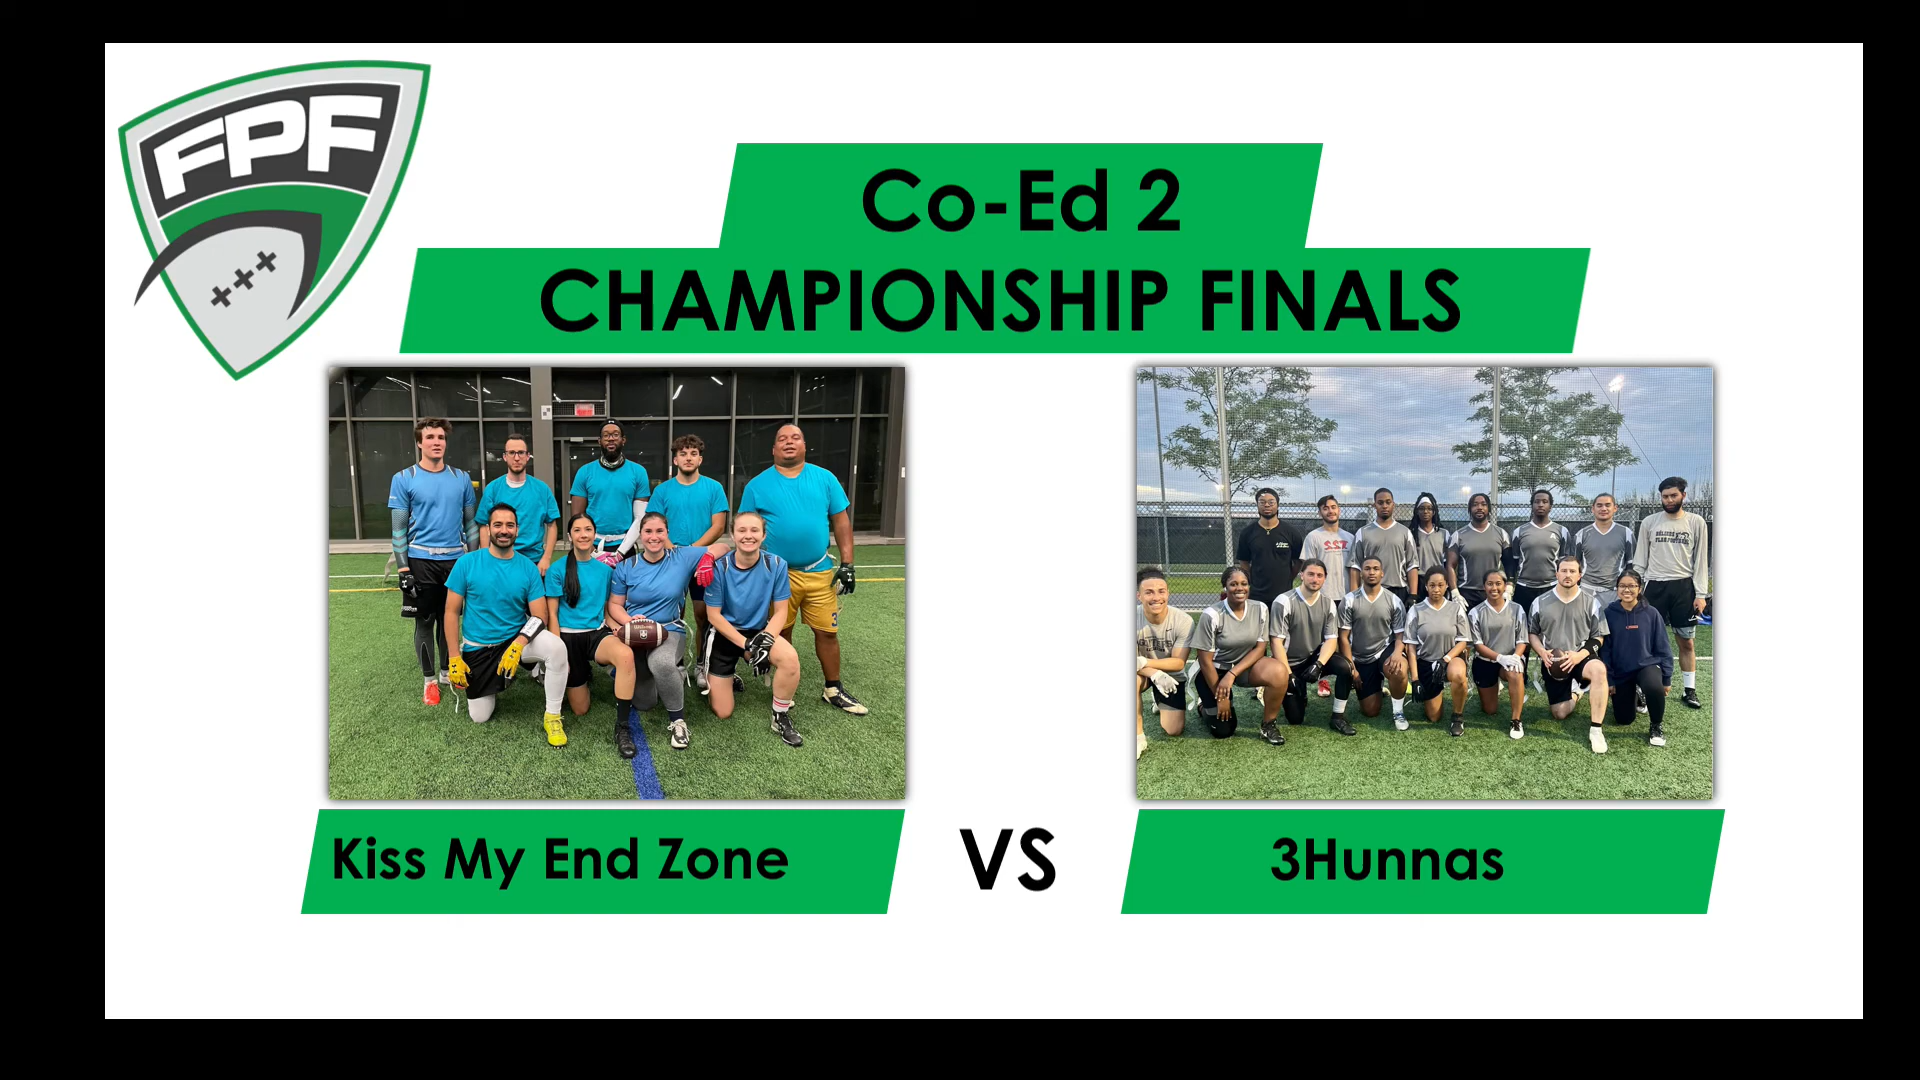 FPF
Co-Ed 2
CHAMPIONSHIP FINALS
Kiss My End Zone
VS
3Hunnas